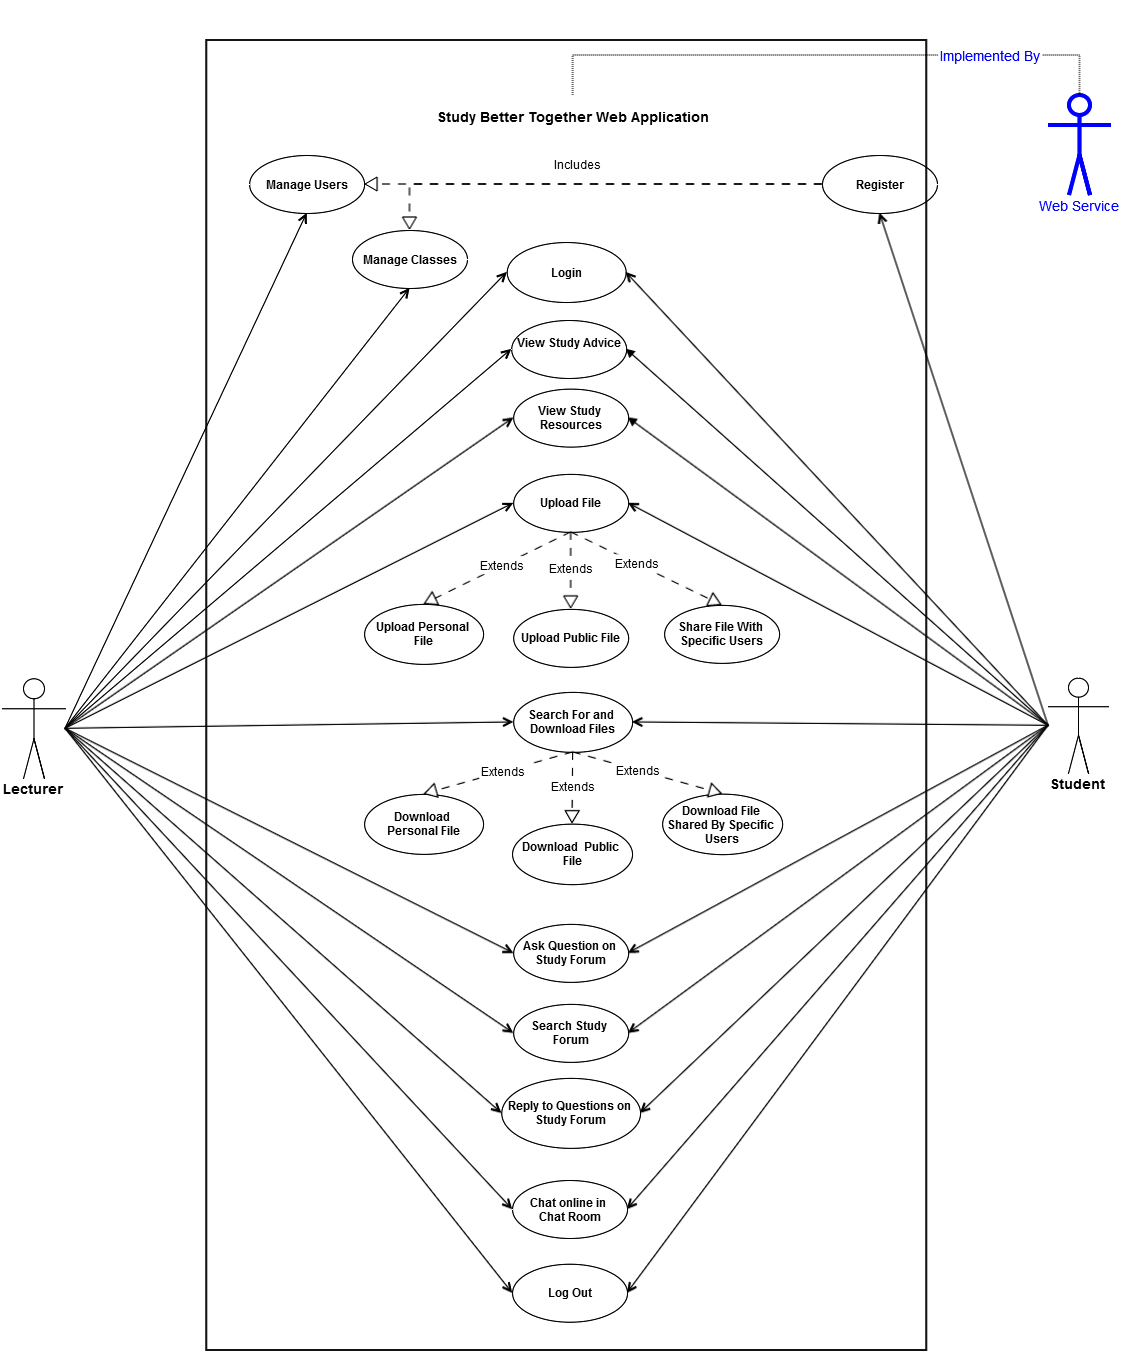 Implemented By
Study Better Together Web Application
Web Service
Includes
Manage Users
Register
Manage Classes
Login
View Study Advice
View Study
Resources
Upload File
Extends
Extends
Extends
Upload Personal
File
Upload Public File
Share File With
Specific Users
Search For and
Download Files
Lecturer
Student
Extends
Extends
Extends
Download
Personal File
Download Public
File
Download File
Shared By Specific
Users
Ask Question on
Study Forum
Search Study
Forum
Reply to Questions on
Study Forum
Chat online in
Chat Room
Log Out